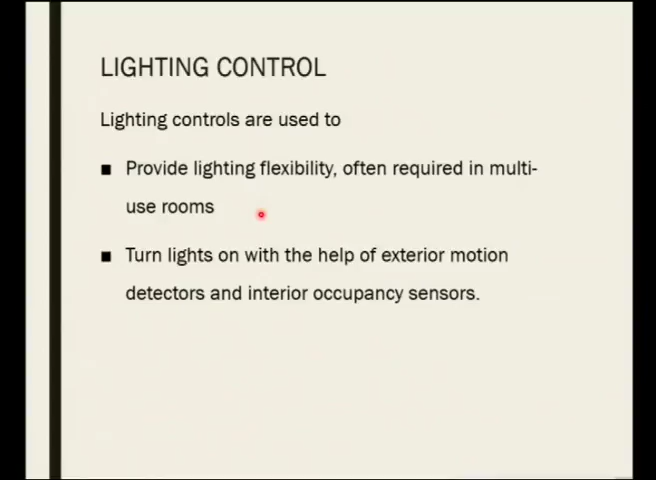 LIGHTING CONTROL
Lighting controls are used to
■ Provide lighting flexibility, often required in multi-
use rooms
■ Turn lights on with the help of exterior motion
detectors and interior occupancy sensors.